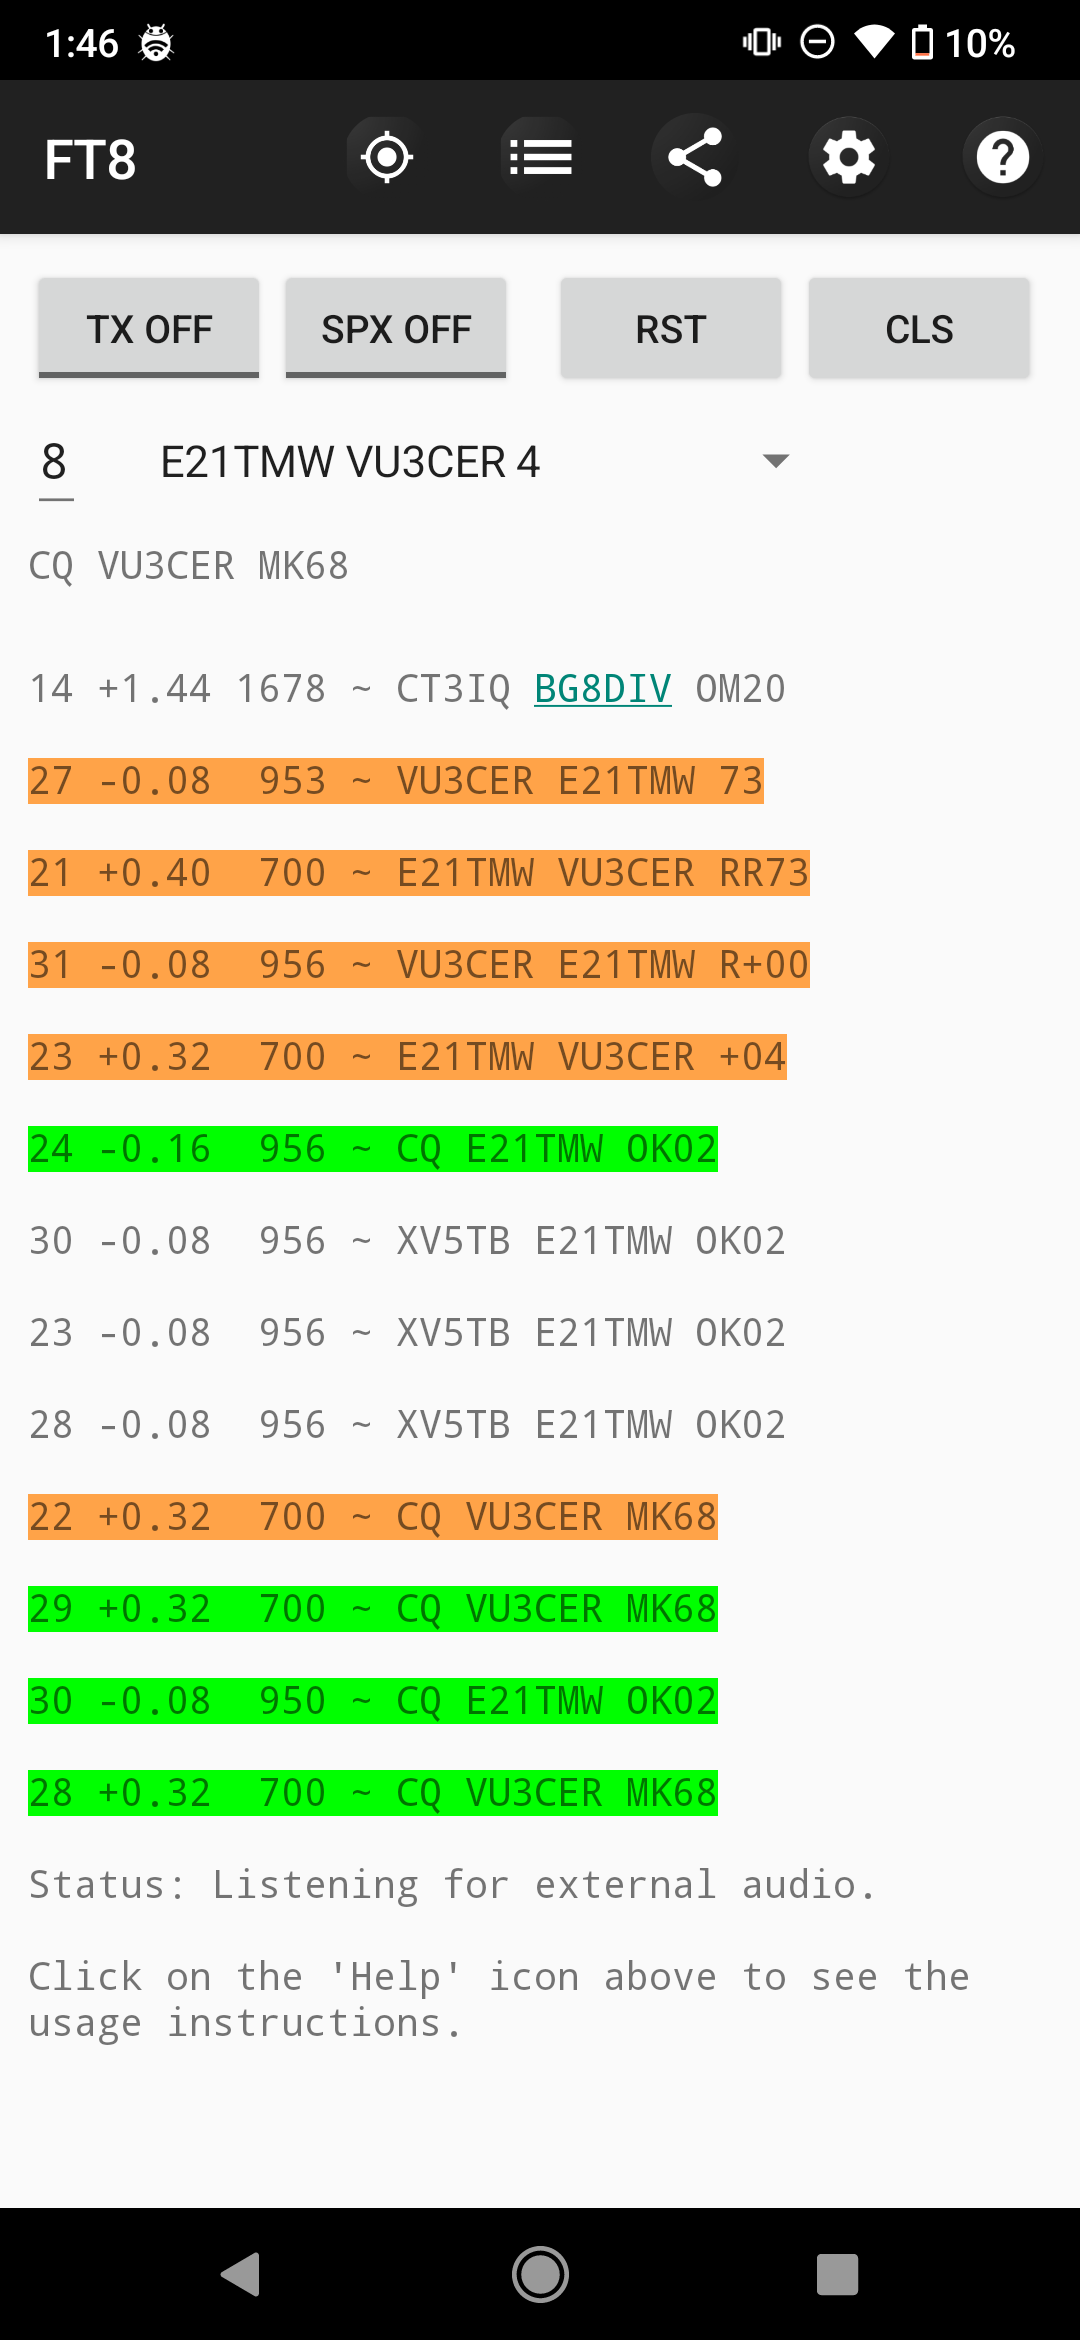 1:46 10%
FT8
TX OFF SPX OFF RST CLS
8 E21TMW VU3CER 4
CQ VU3CER MK68
14 +1.44 1678 ~ CT3IQ BG8DIV OM20
27 -0.08  953 ~ VU3CER E21TMW 73
21 +0.40  700 ~ E21TMW VU3CER RR73
31 -0.08  956 ~ VU3CER E21TMW R+00
23 +0.32  700 ~ E21TMW VU3CER +04
24 -0.16  956 ~ CQ E21TMW OK02
30 -0.08  956 ~ XV5TB E21TMW OK02
23 -0.08  956 ~ XV5TB E21TMW OK02
28 -0.08  956 ~ XV5TB E21TMW OK02
22 +0.32  700 ~ CQ VU3CER MK68
29 +0.32  700 ~ CQ VU3CER MK68
30 -0.08  950 ~ CQ E21TMW OK02
28 +0.32  700 ~ CQ VU3CER MK68
Status: Listening for external audio.
Click on the 'Help' icon above to see the
usage instructions.